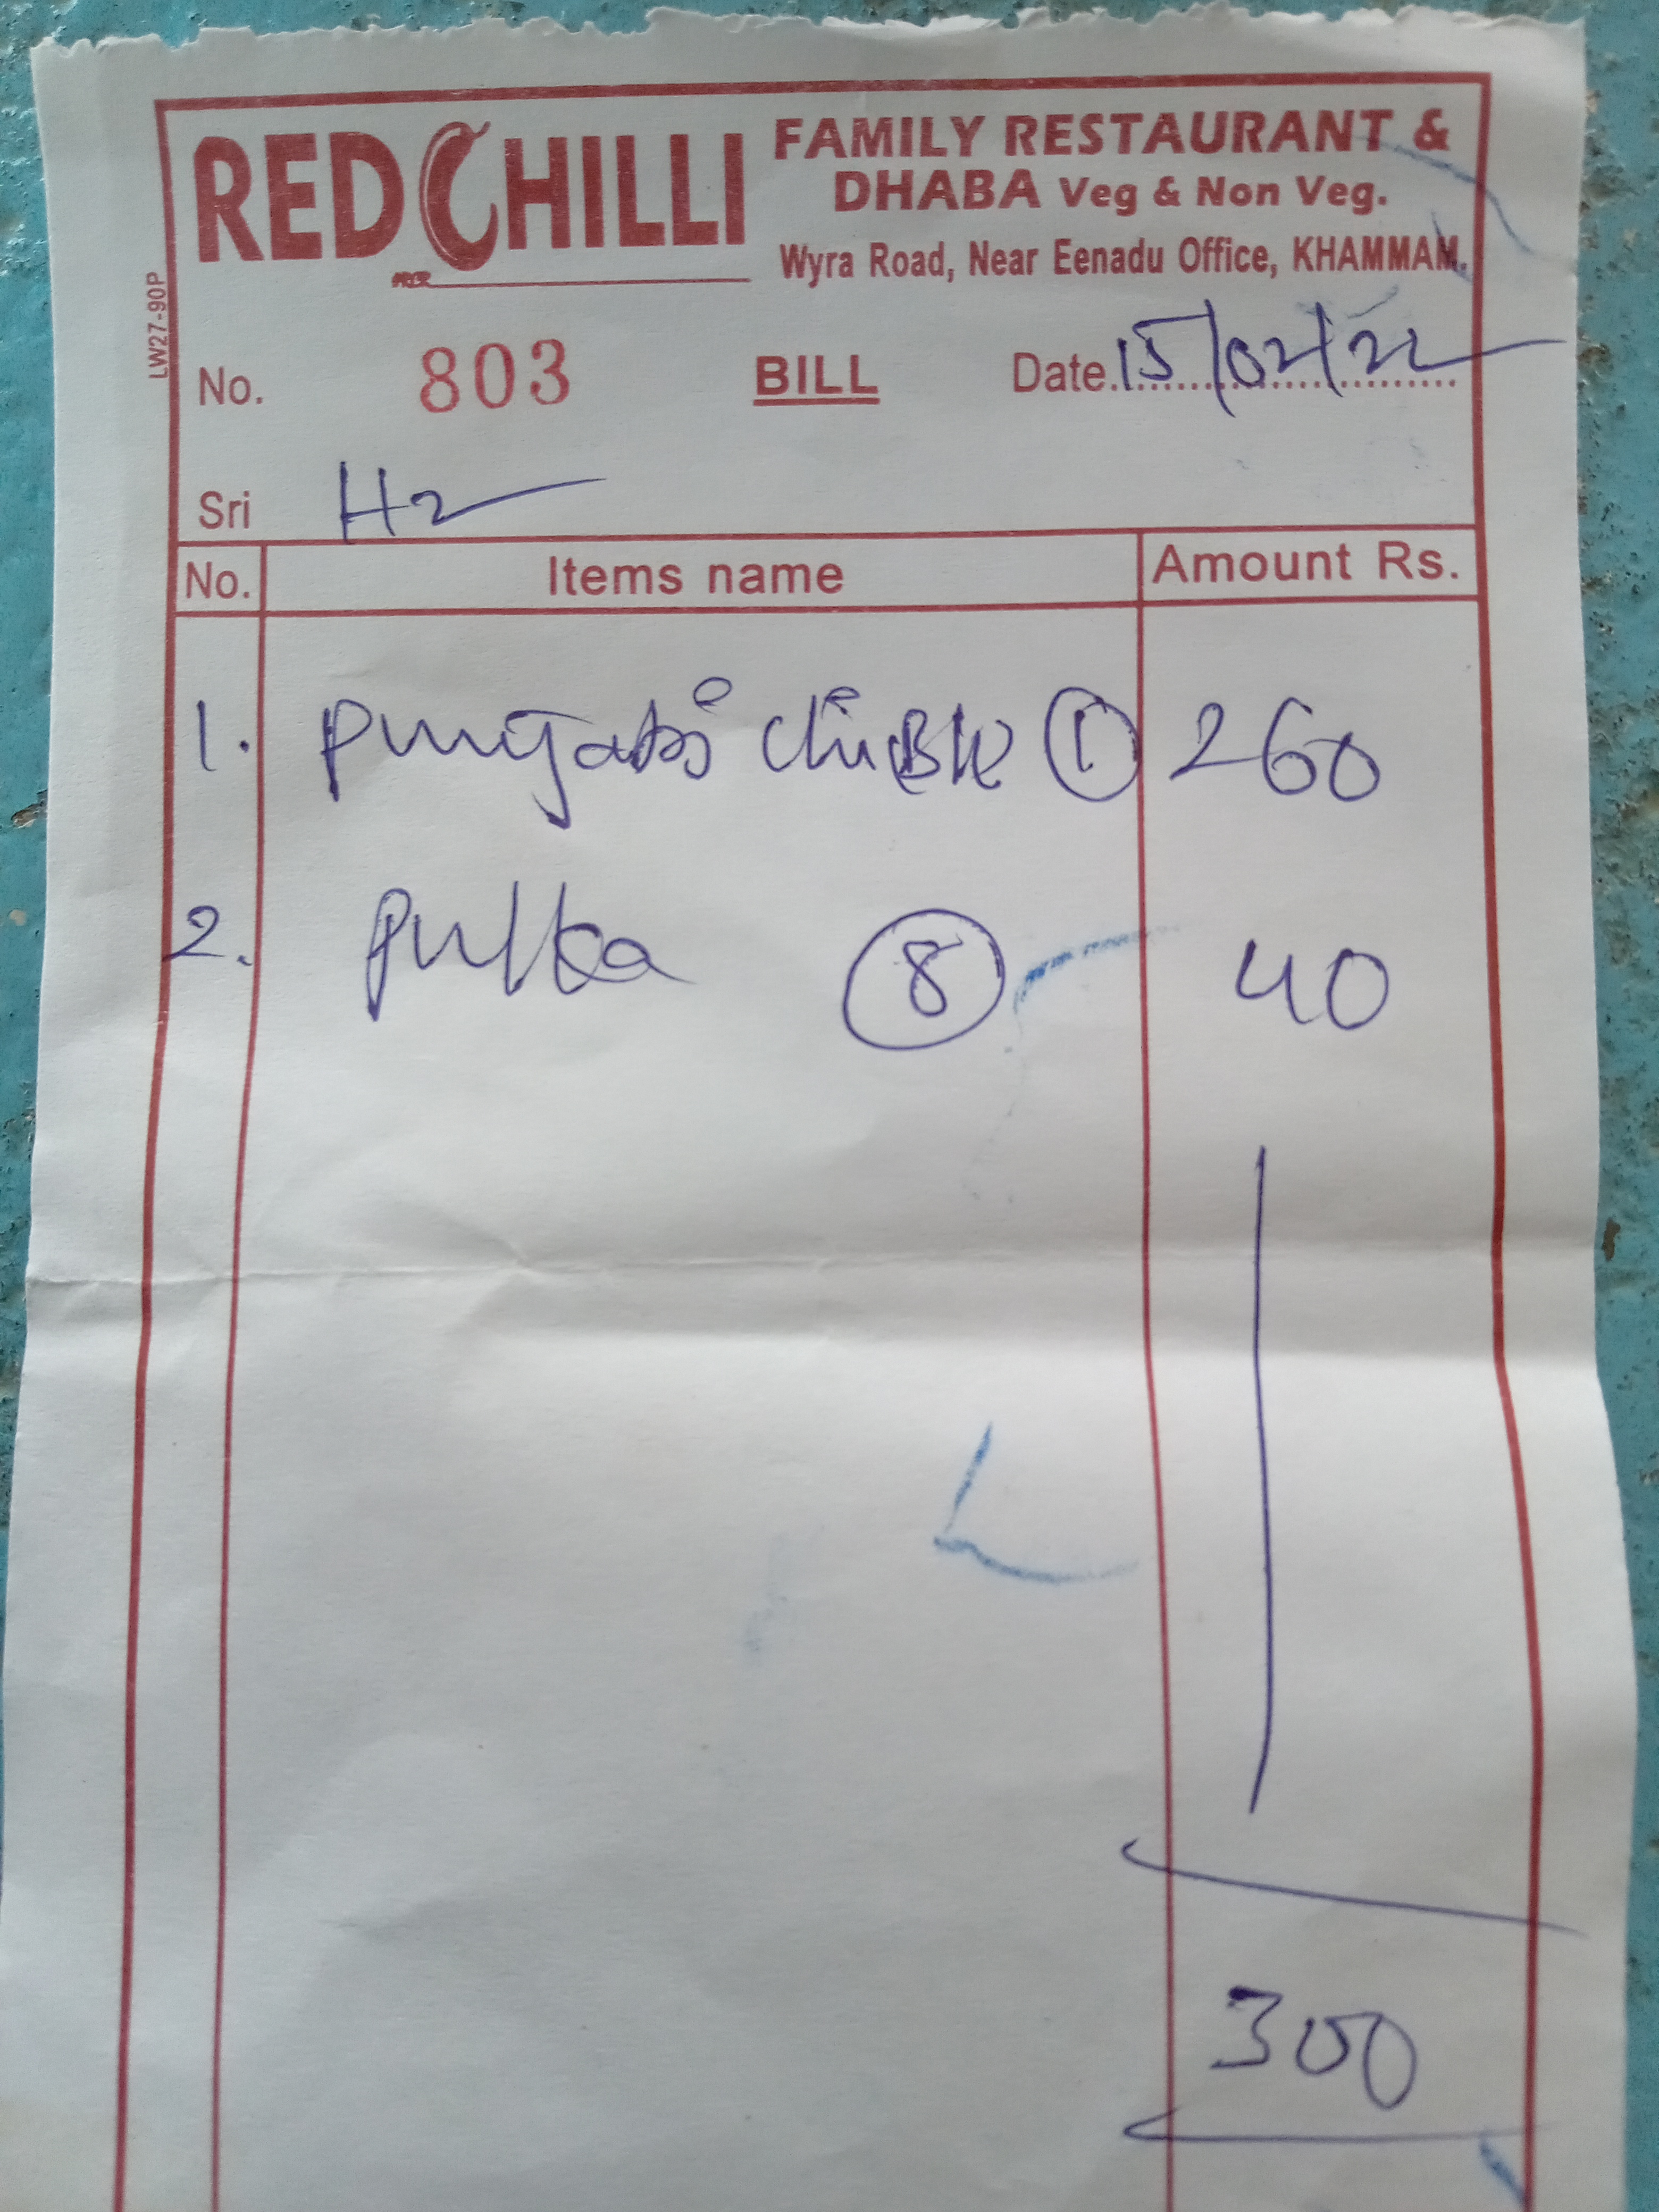 RED CHILLI
FAMILY RESTAURANT &
DHABA Veg & Non Veg.
Wyra Road, Near Eenadu Office, KHAMMAM.
LW27-90P
No. 803 BILL Date. 15/02/22
Sri H2
No. Items name Amount Rs.
1. Punjabi 1 260
2. Pulka 8 40
300